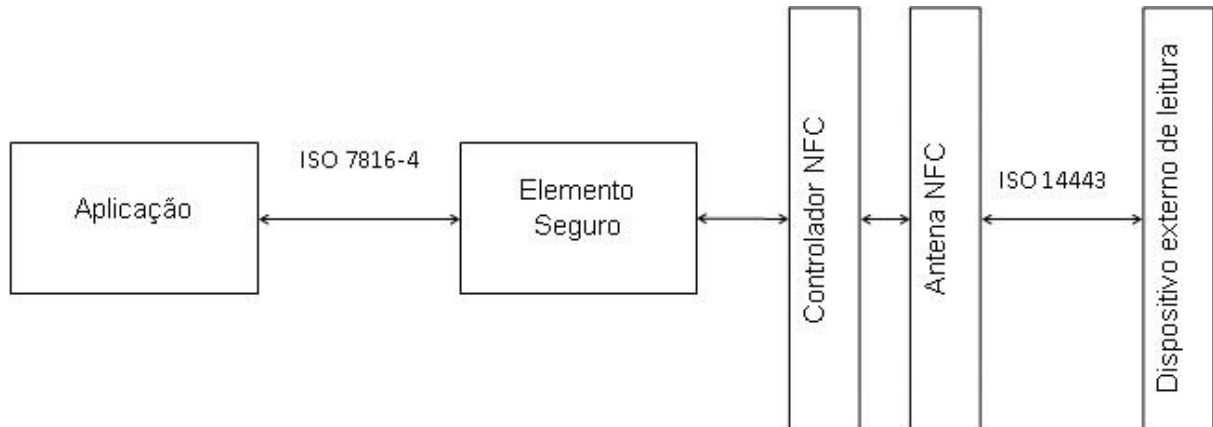 Aplicação
ISO 7816-4
Elemento
Seguro
Controlador NFC
Antena NFC
ISO 14443
Dispositivo externo de leitura